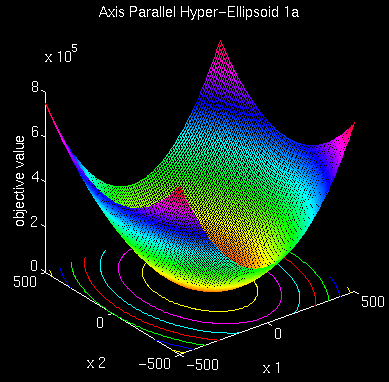 Axis Parallel Hyper-Ellipsoid 1a
x 10^5
8
6
4
2
0
objective value
500
0
-500
x 2
-500
0
500
x 1